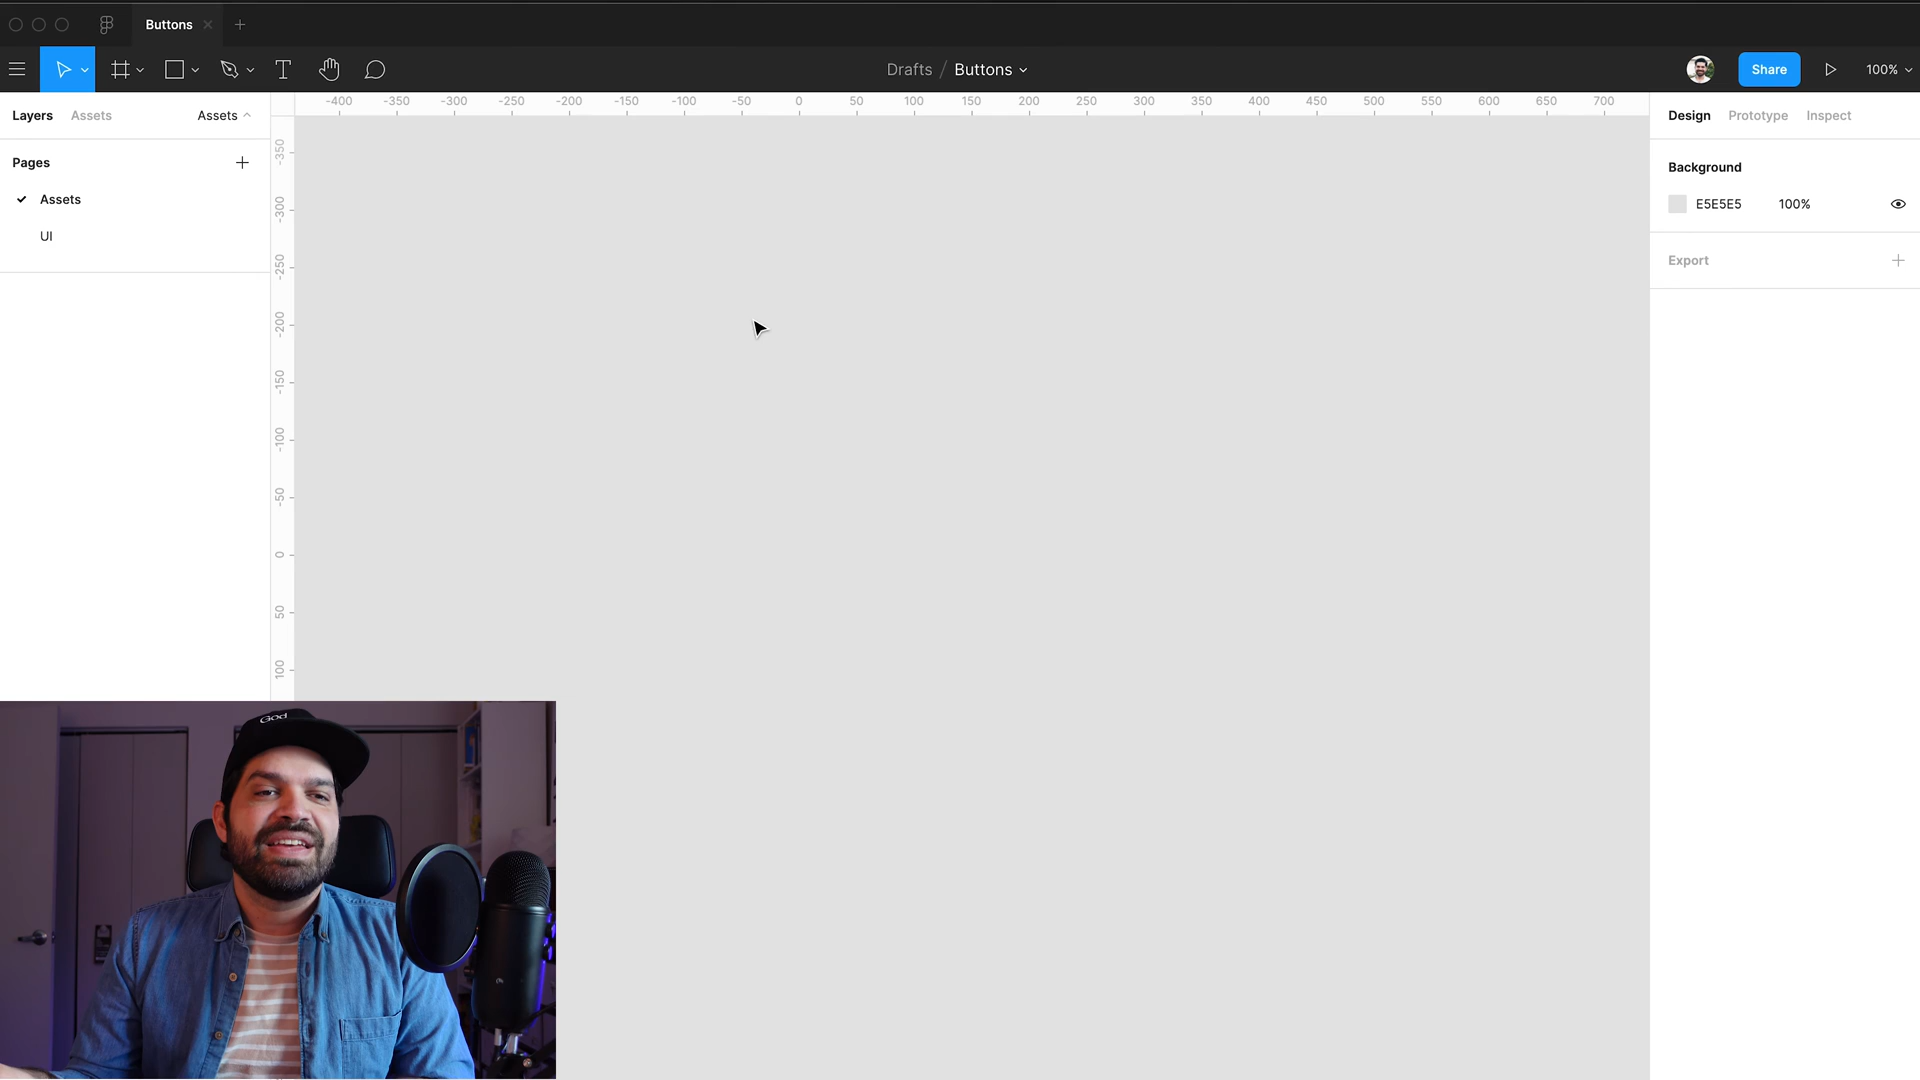 Buttons
Drafts / Buttons
Share
100%
Layers Assets Assets
-400 -350 -300 -250 -200 -150 -100 -50 0 50 100 150 200 250 300 350 400 450 500 550 600 650 700
Design Prototype Inspect
Pages
Assets
UI
-350
-300
-250
-200
-150
-100
-50
0
50
100
Background
E5E5E5 100%
Export
God